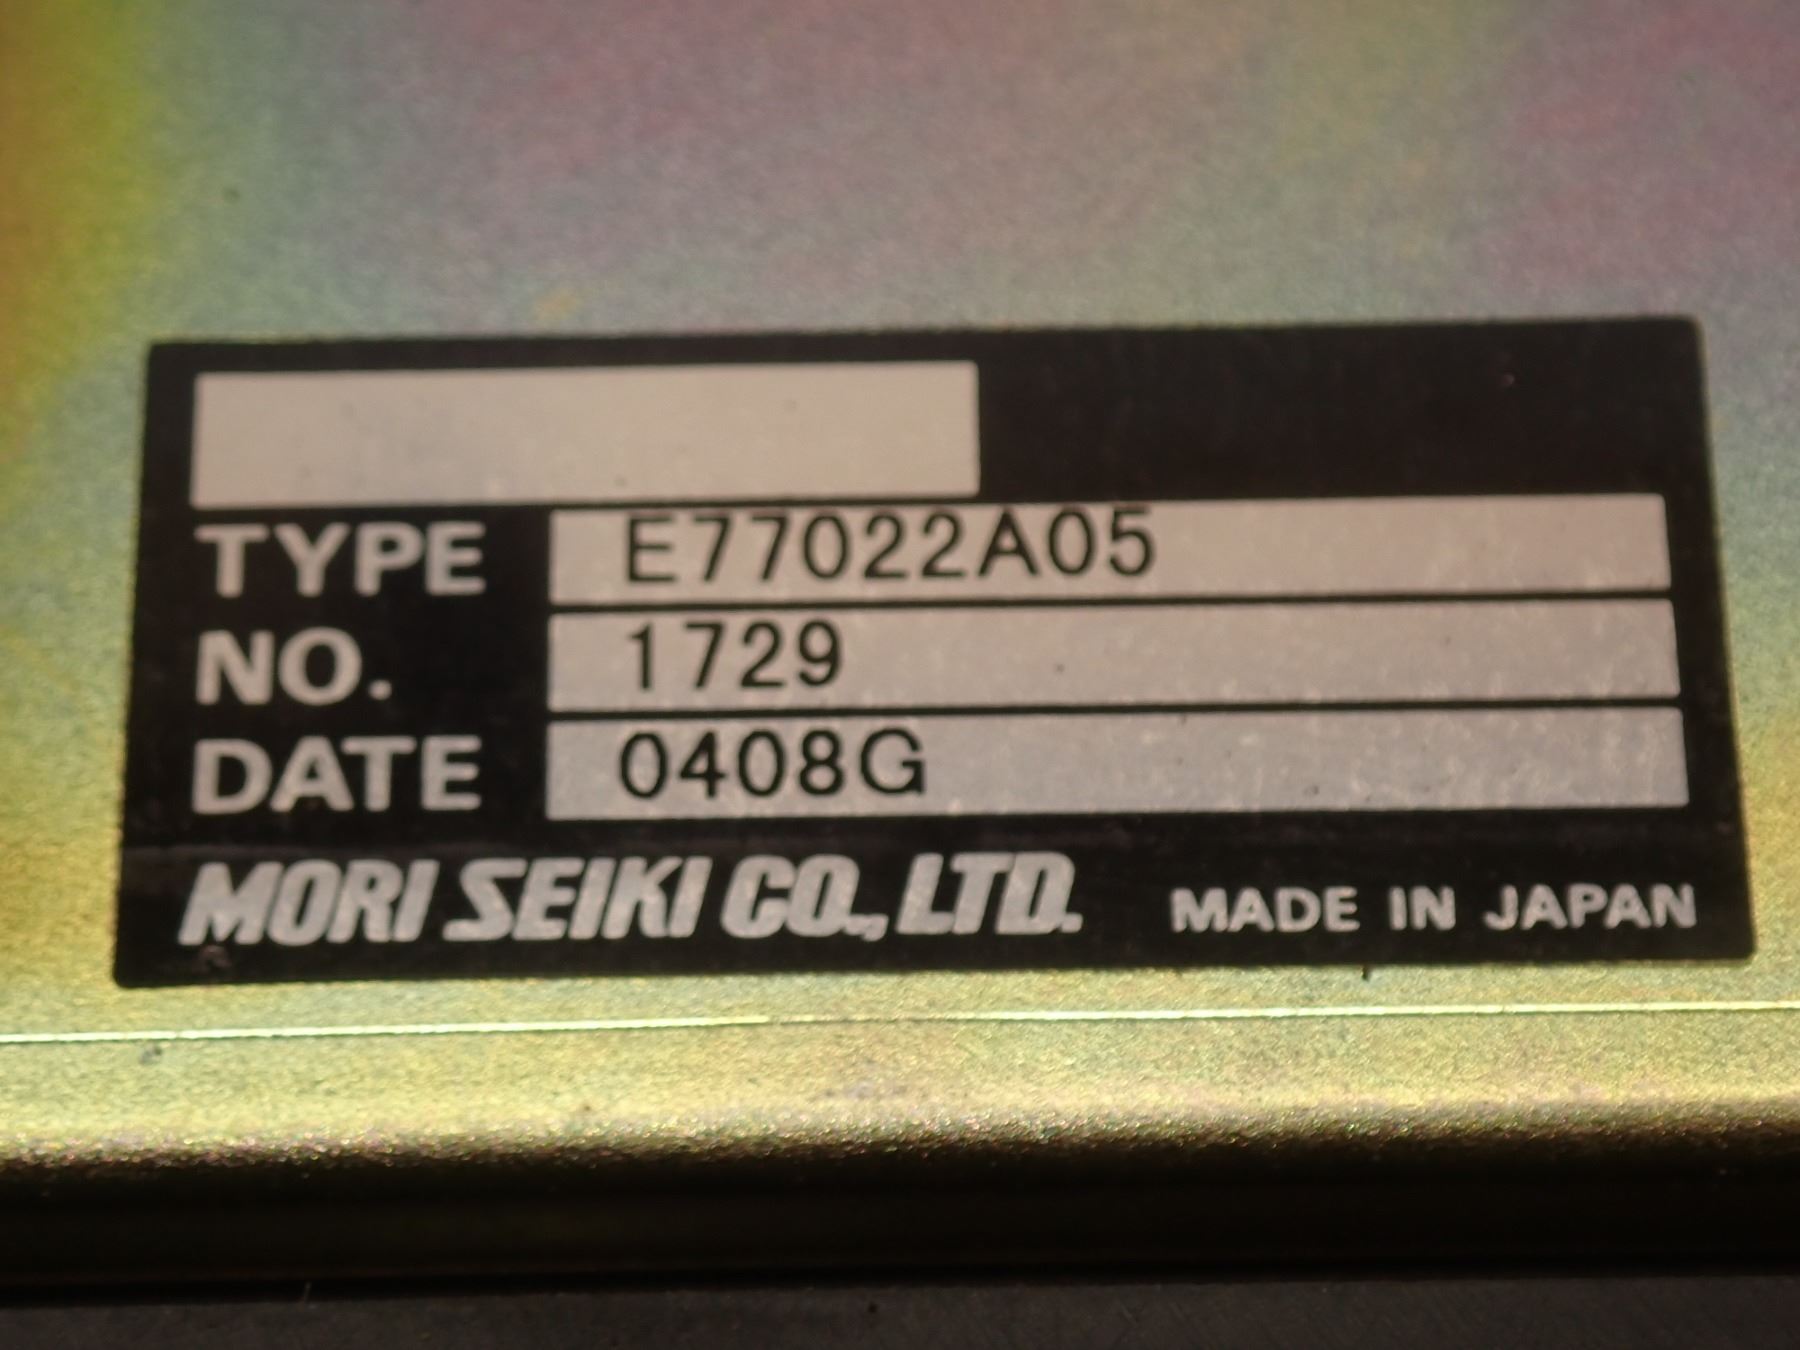 TYPE E77022A05
NO. 1729
DATE 0408G
MORI SEIKI CO., LTD. MADE IN JAPAN